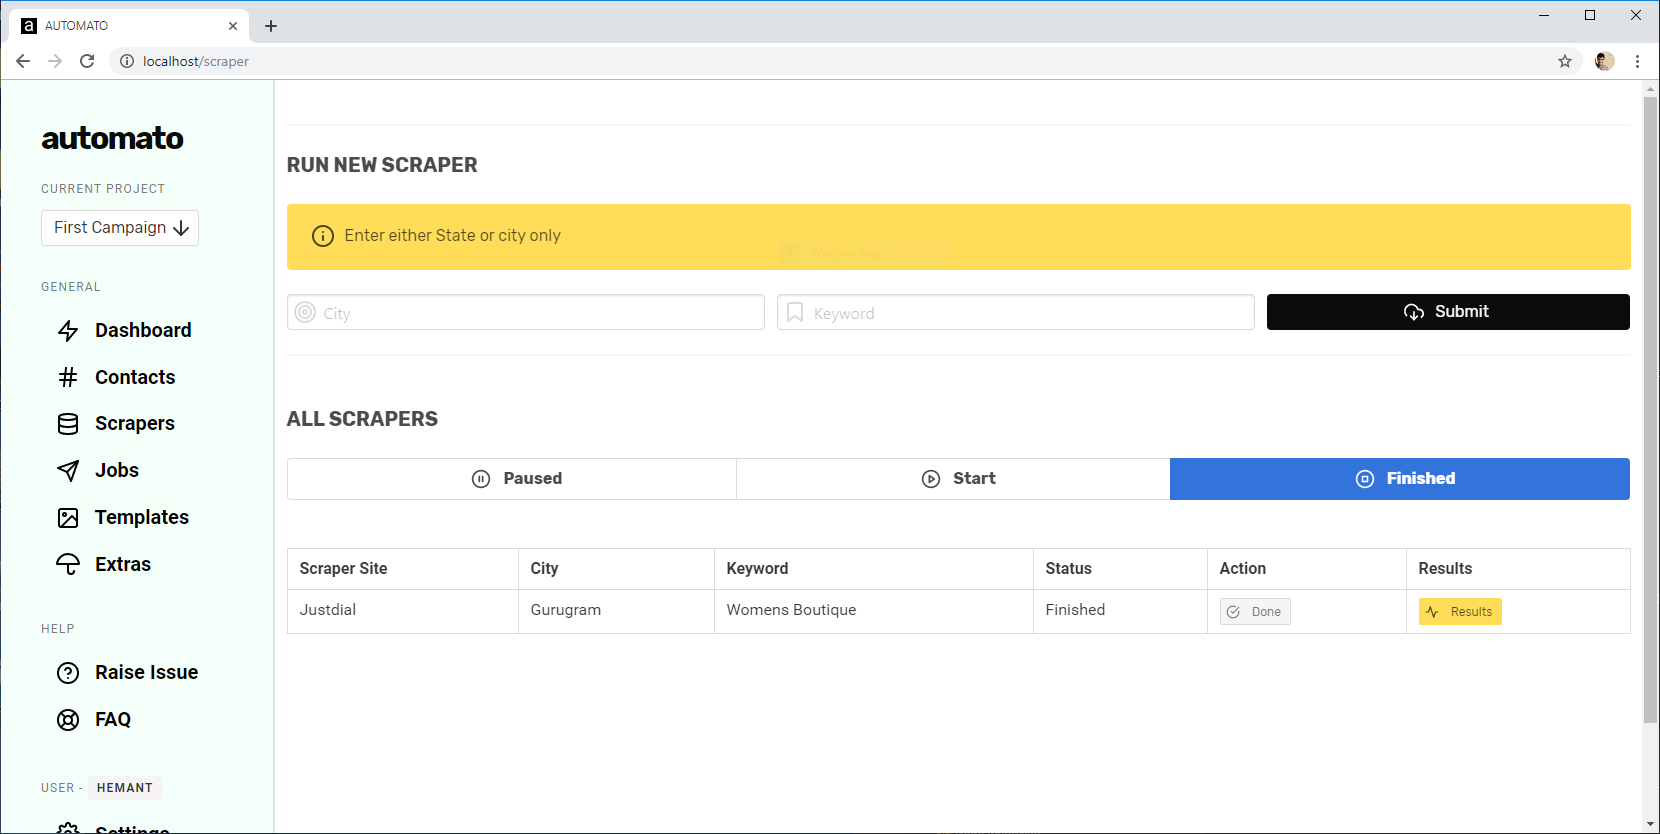 AUTOMATO
localhost/scraper
automato
CURRENT PROJECT
First Campaign
GENERAL
Dashboard
Contacts
Scrapers
Jobs
Templates
Extras
HELP
Raise Issue
FAQ
USER - HEMANT
Settings
RUN NEW SCRAPER
Enter either State or city only
City
Keyword
Submit
ALL SCRAPERS
Paused
Start
Finished
Scraper Site City Keyword Status Action Results
Justdial Gurugram Womens Boutique Finished Done Results